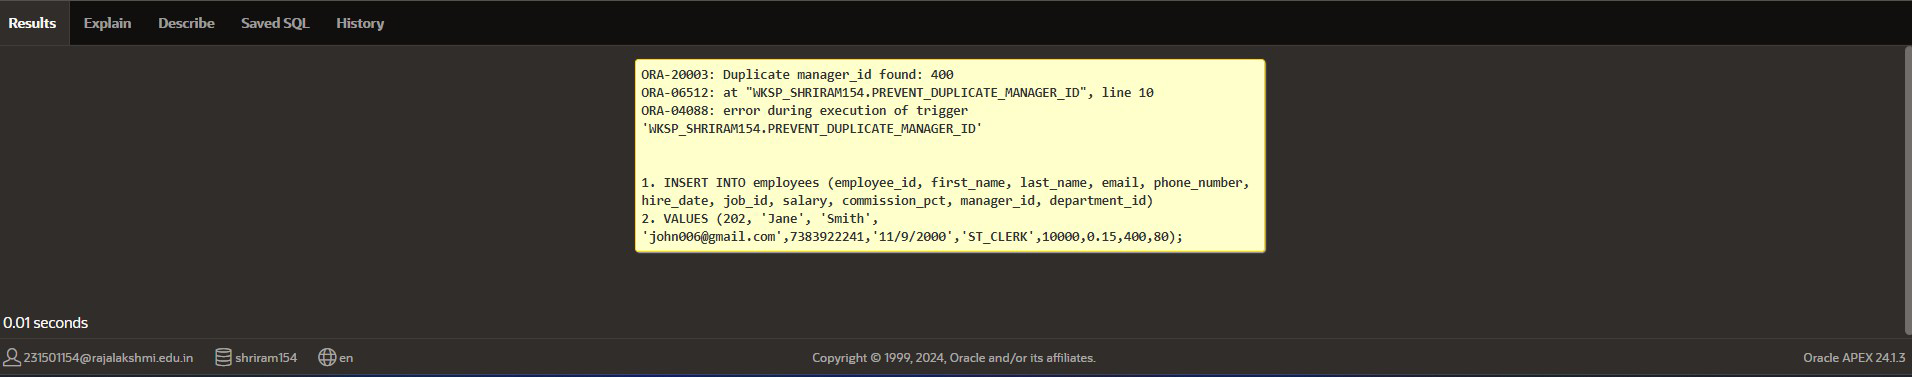 Results Explain Describe Saved SQL History
ORA-20003: Duplicate manager_id found: 400
ORA-06512: at "WKSP_SHRIRAM154.PREVENT_DUPLICATE_MANAGER_ID", line 10
ORA-04088: error during execution of trigger
'WKSP_SHRIRAM154.PREVENT_DUPLICATE_MANAGER_ID'
1. INSERT INTO employees (employee_id, first_name, last_name, email, phone_number,
hire_date, job_id, salary, commission_pct, manager_id, department_id)
2. VALUES (202, 'Jane', 'Smith',
'john006@gmail.com',7383922241,'11/9/2000','ST_CLERK',10000,0.15,400,80);
0.01 seconds
231501154@rajalakshmi.edu.in shriram154 en Copyright © 1999, 2024, Oracle and/or its affiliates. Oracle APEX 24.1.3